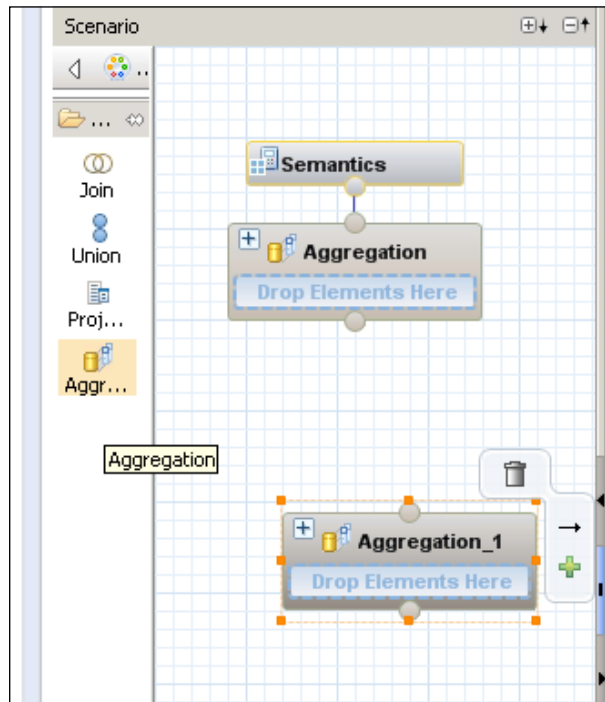 Scenario
..
...
Join
Semantics
Union
Aggregation
Drop Elements Here
Proj...
Aggr...
Aggregation
Aggregation_1
Drop Elements Here